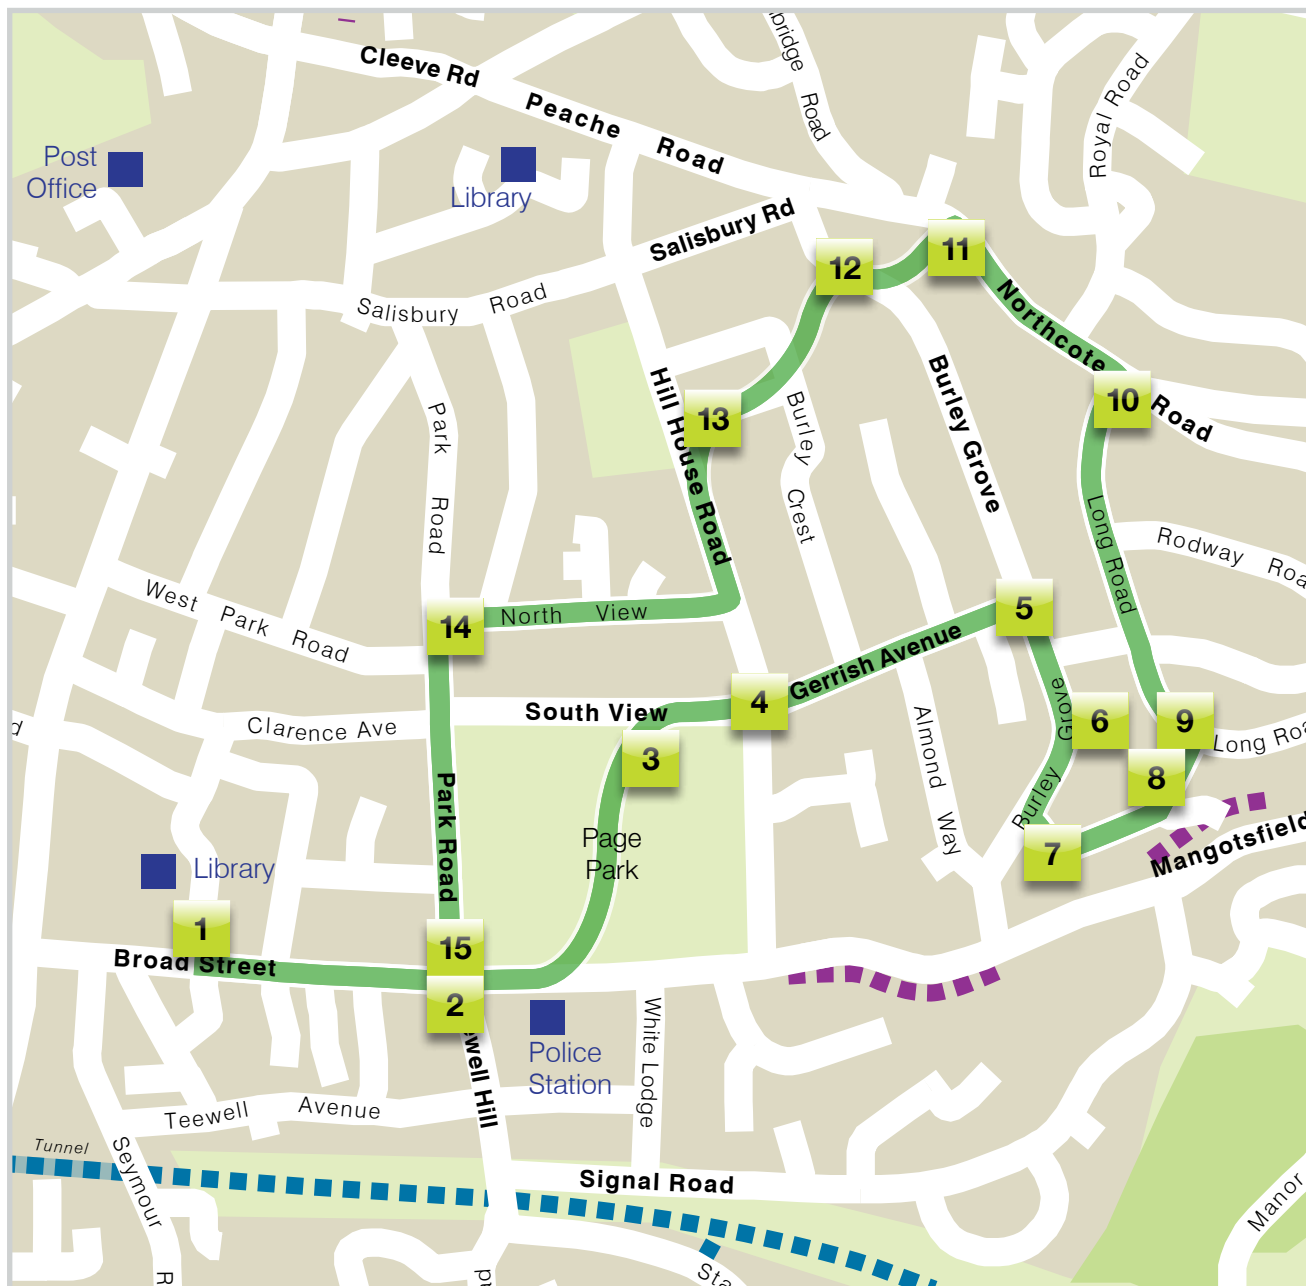 Cleeve Rd
Peache Road
Road
Royal Road
Post
Office
Library
Salisbury Rd
11
12
Salisbury Road
Northcote
Road
10
Hill House Road
13
Burley Grove
Burley Crest
Park Road
Long Road
Rodway
West Park Road
14
North View
5
Gerrish Avenue
4
South View
Clarence Ave
3
Burley Grove
6
9
Long
8
7
Mangotsfield
Almond Way
Park Road
Page
Park
Library
1
Broad Street
15
2
Police
Station
White Lodge
Hill
Teewell Avenue
Tunnel
Seymour
Signal Road
Manor